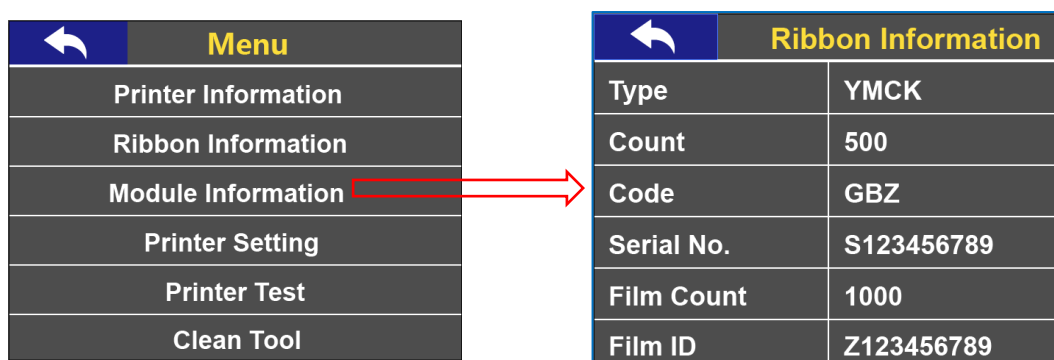 Menu
Printer Information
Ribbon Information
Module Information
Printer Setting
Printer Test
Clean Tool
Ribbon Information
Type YMCK
Count 500
Code GBZ
Serial No. S123456789
Film Count 1000
Film ID Z123456789